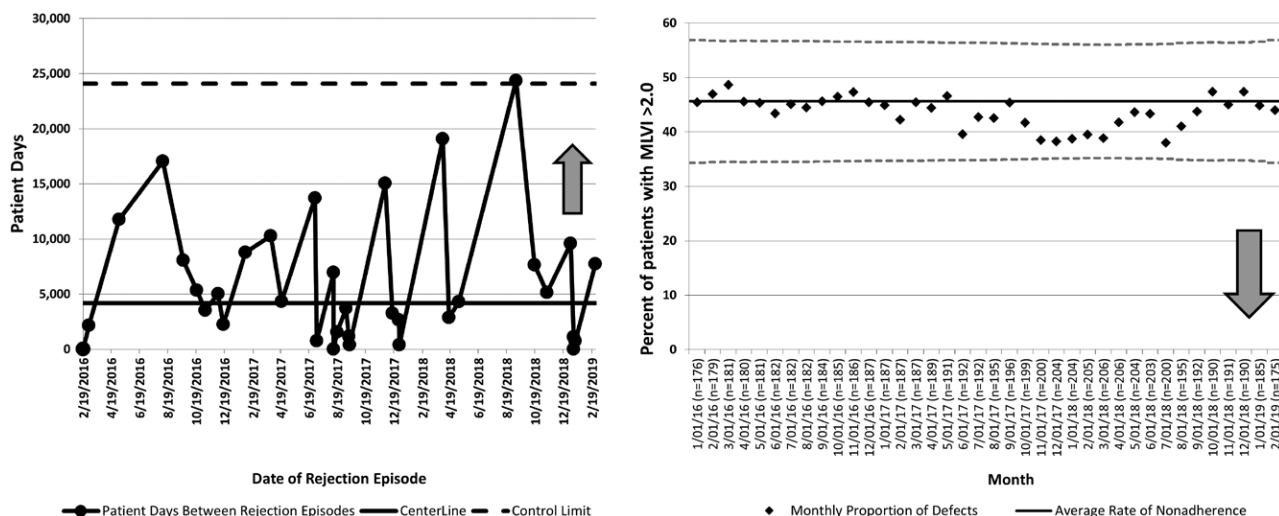 30,000
25,000
20,000
15,000
10,000
5,000
0
Patient Days
2/19/2016
4/19/2016
6/19/2016
8/19/2016
10/19/2016
12/19/2016
2/19/2017
4/19/2017
6/19/2017
8/19/2017
10/19/2017
12/19/2017
2/19/2018
4/19/2018
6/19/2018
8/19/2018
10/19/2018
12/19/2018
2/19/2019
Date of Rejection Episode
Patient Days Between Rejection Episodes
CenterLine
Control Limit
60
50
40
30
20
10
0
Percent of patients with MLVI >2.0
1/01/16 (n=176)
2/01/16 (n=179)
3/01/16 (n=181)
4/01/16 (n=180)
5/01/16 (n=181)
6/01/16 (n=182)
7/01/16 (n=182)
8/01/16 (n=182)
9/01/16 (n=184)
10/01/16 (n=185)
11/01/16 (n=186)
12/01/16 (n=187)
1/01/17 (n=187)
2/01/17 (n=187)
3/01/17 (n=187)
4/01/17 (n=189)
5/01/17 (n=191)
6/01/17 (n=192)
7/01/17 (n=192)
8/01/17 (n=195)
9/01/17 (n=196)
10/01/17 (n=199)
11/01/17 (n=200)
12/01/17 (n=204)
1/01/18 (n=204)
2/01/18 (n=205)
3/01/18 (n=206)
4/01/18 (n=206)
5/01/18 (n=204)
6/01/18 (n=203)
7/01/18 (n=200)
8/01/18 (n=195)
9/01/18 (n=192)
10/01/18 (n=190)
11/01/18 (n=191)
12/01/18 (n=190)
1/01/19 (n=185)
2/01/19 (n=175)
Month
Monthly Proportion of Defects
Average Rate of Nonadherence